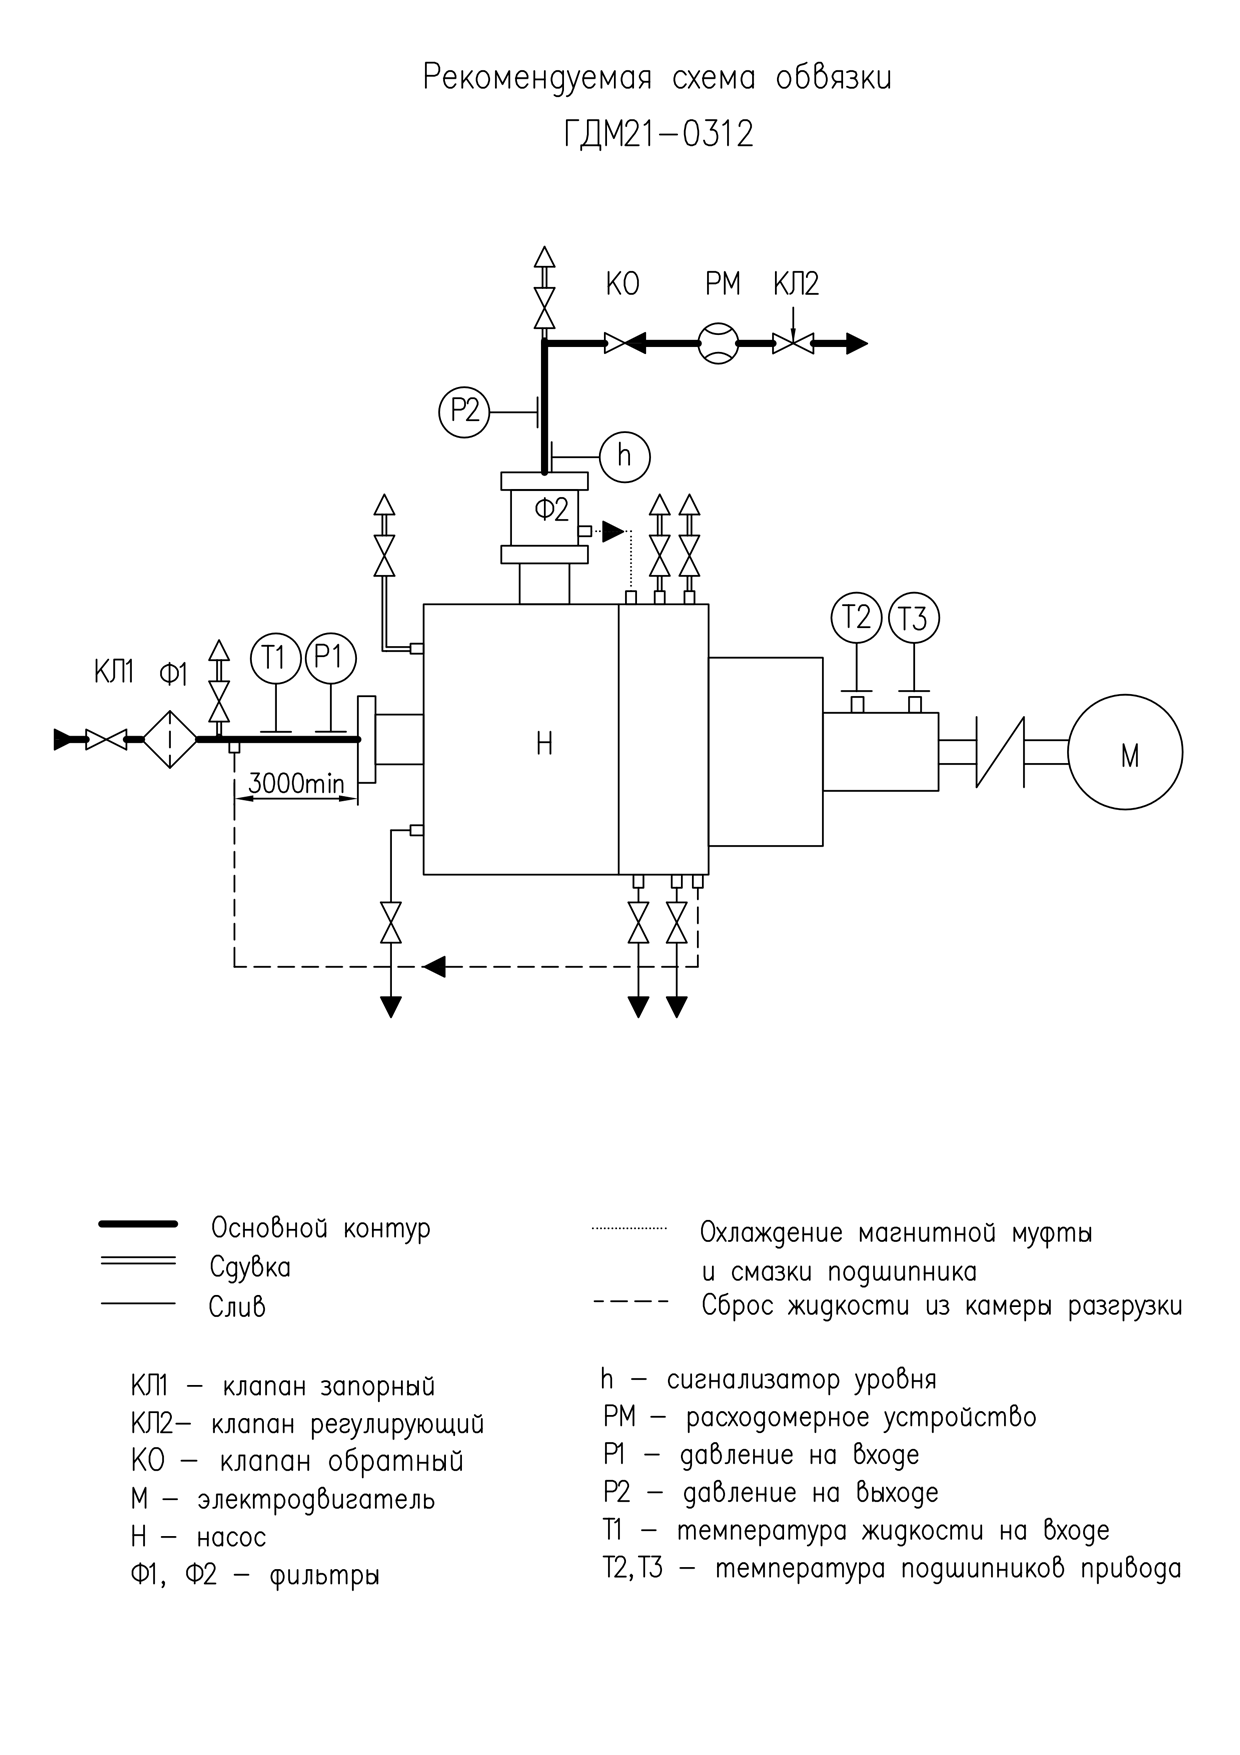 Рекомендуемая схема обвязки
ГДМ21-0312
КО РМ КЛ2
Р2
h
Ф2
Т2 Т3
КЛ1 Ф1 Т1 Р1
Н
М
3000min
Основной контур
Сдувка
Слив
Охлаждение магнитной муфты
и смазки подшипника
Сброс жидкости из камеры разгрузки
КЛ1 – клапан запорный
КЛ2– клапан регулирующий
КО – клапан обратный
М – электродвигатель
Н – насос
Ф1, Ф2 – фильтры
h – сигнализатор уровня
РМ – расходомерное устройство
Р1 – давление на входе
Р2 – давление на выходе
Т1 – температура жидкости на входе
Т2,Т3 – температура подшипников привода